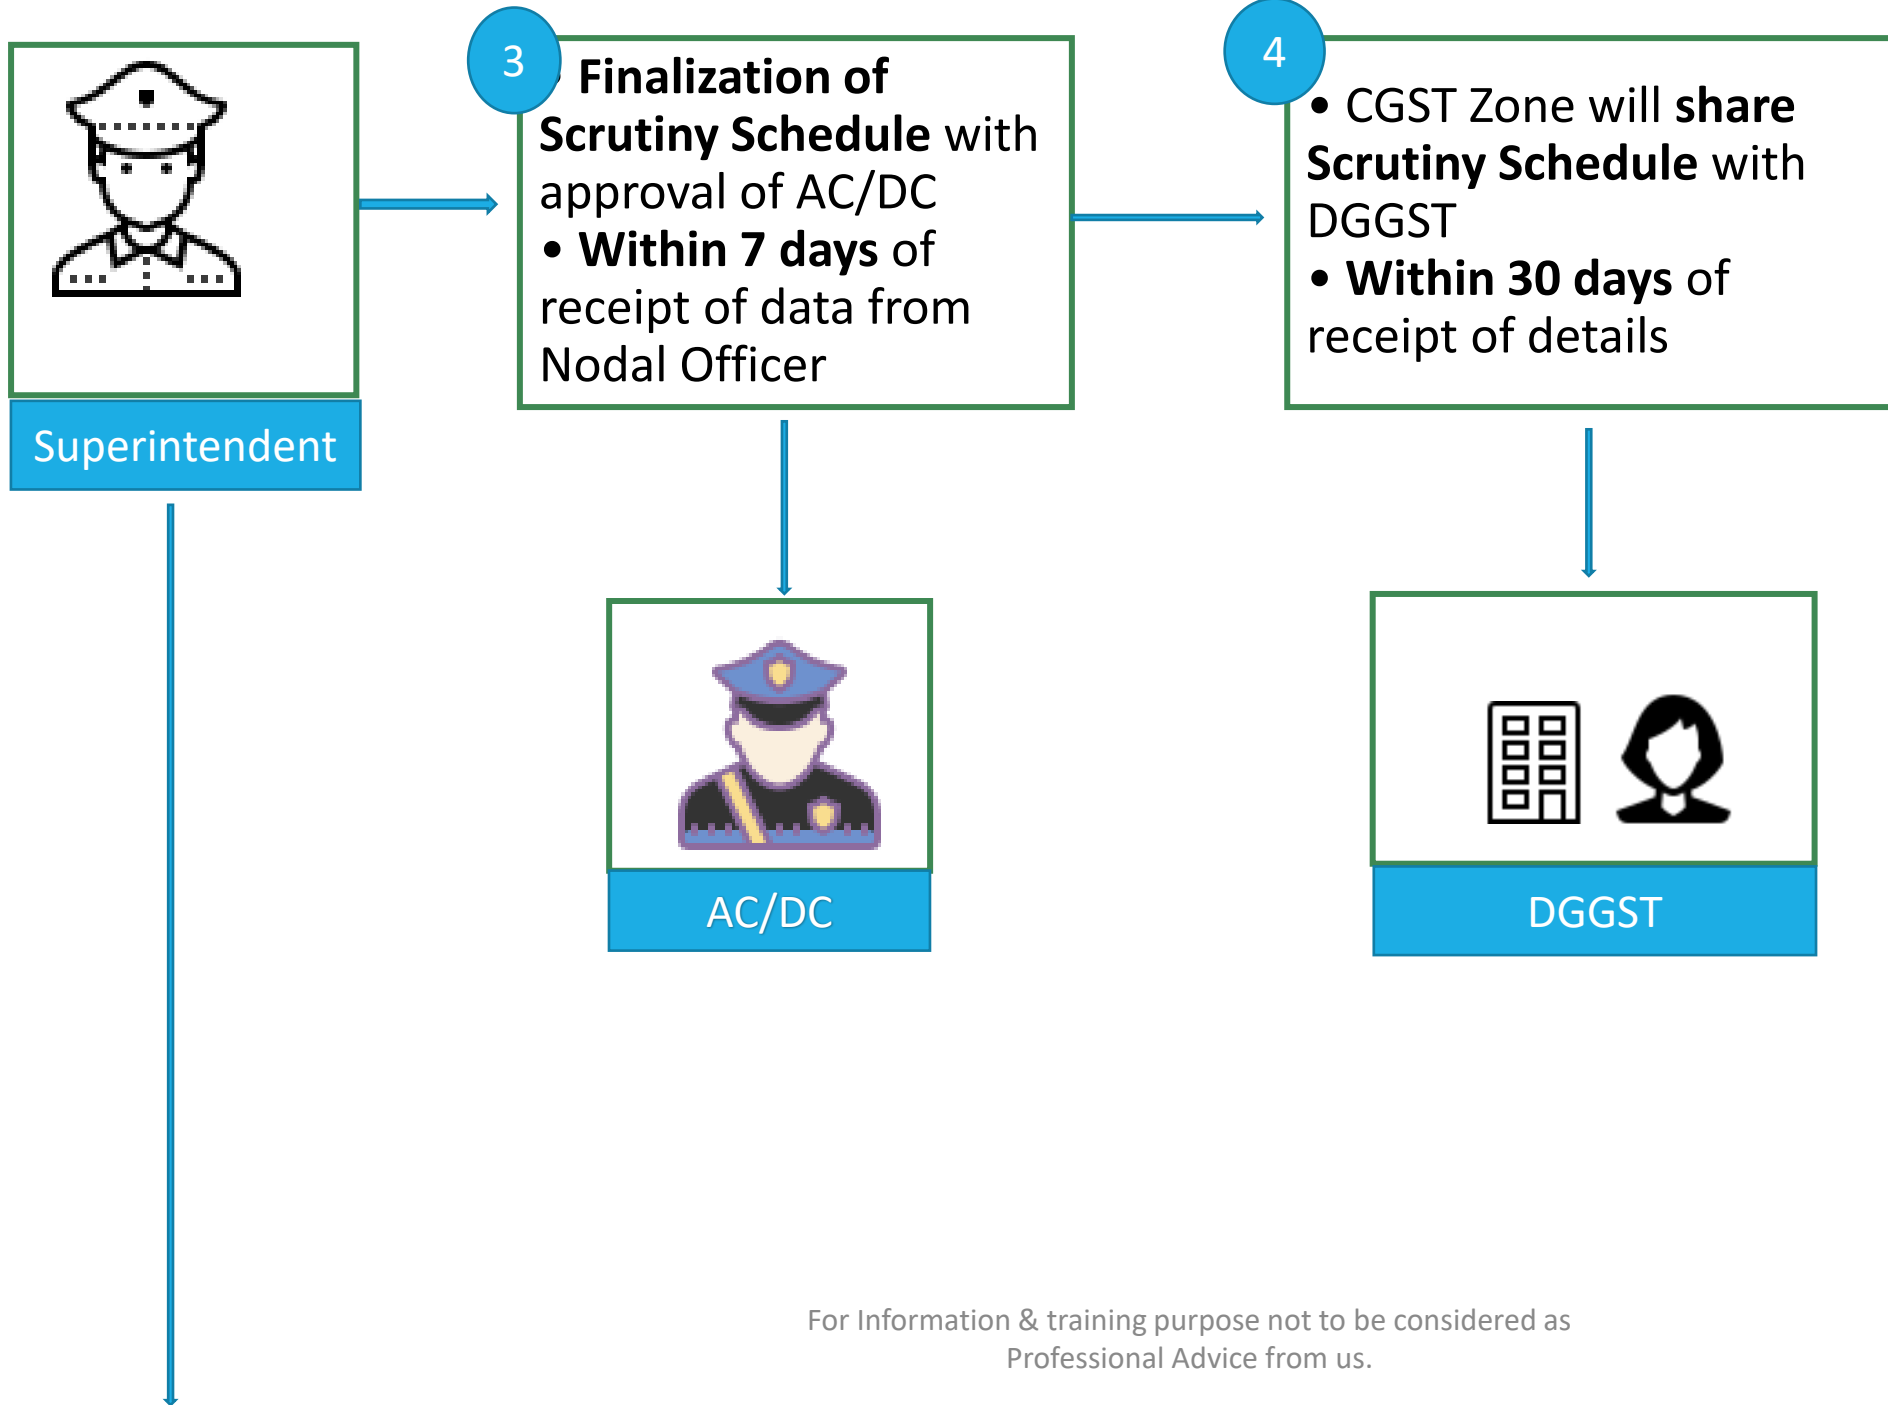 3
• Finalization of
Scrutiny Schedule with
approval of AC/DC
• Within 7 days of
receipt of data from
Nodal Officer
4
• CGST Zone will share
Scrutiny Schedule with
DGGST
• Within 30 days of
receipt of details
Superintendent
AC/DC
DGGST
For Information & training purpose not to be considered as
Professional Advice from us.